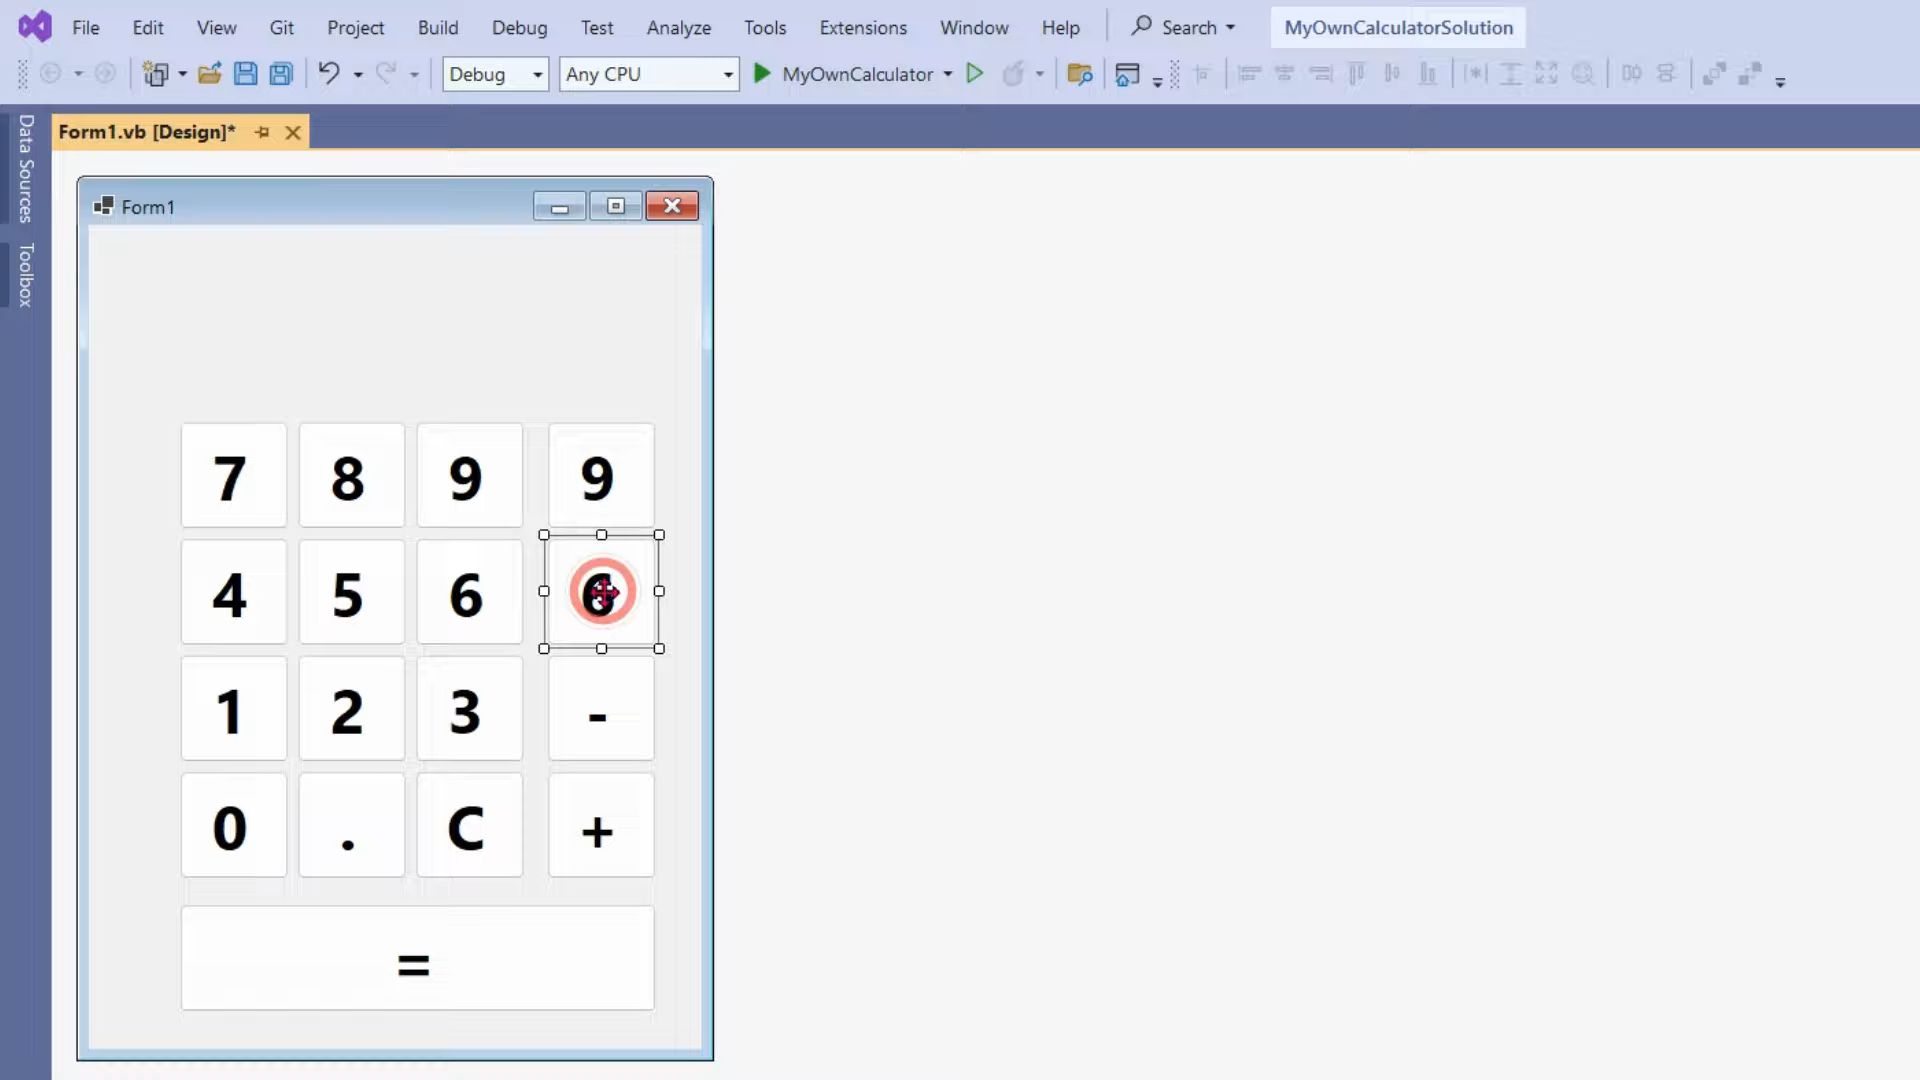 File Edit View Git Project Build Debug Test Analyze Tools Extensions Window Help Search MyOwnCalculatorSolution
Debug Any CPU MyOwnCalculator
Data Sources
Toolbox
Form1.vb [Design]*
Form1
7 8 9 9
4 5 6 6
1 2 3 -
0 . C +
=